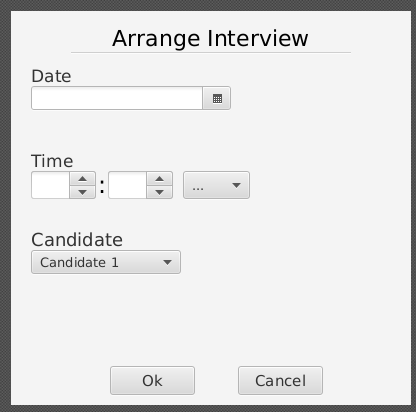 Arrange Interview
Date
Time
: ...
Candidate
Candidate 1
Ok Cancel